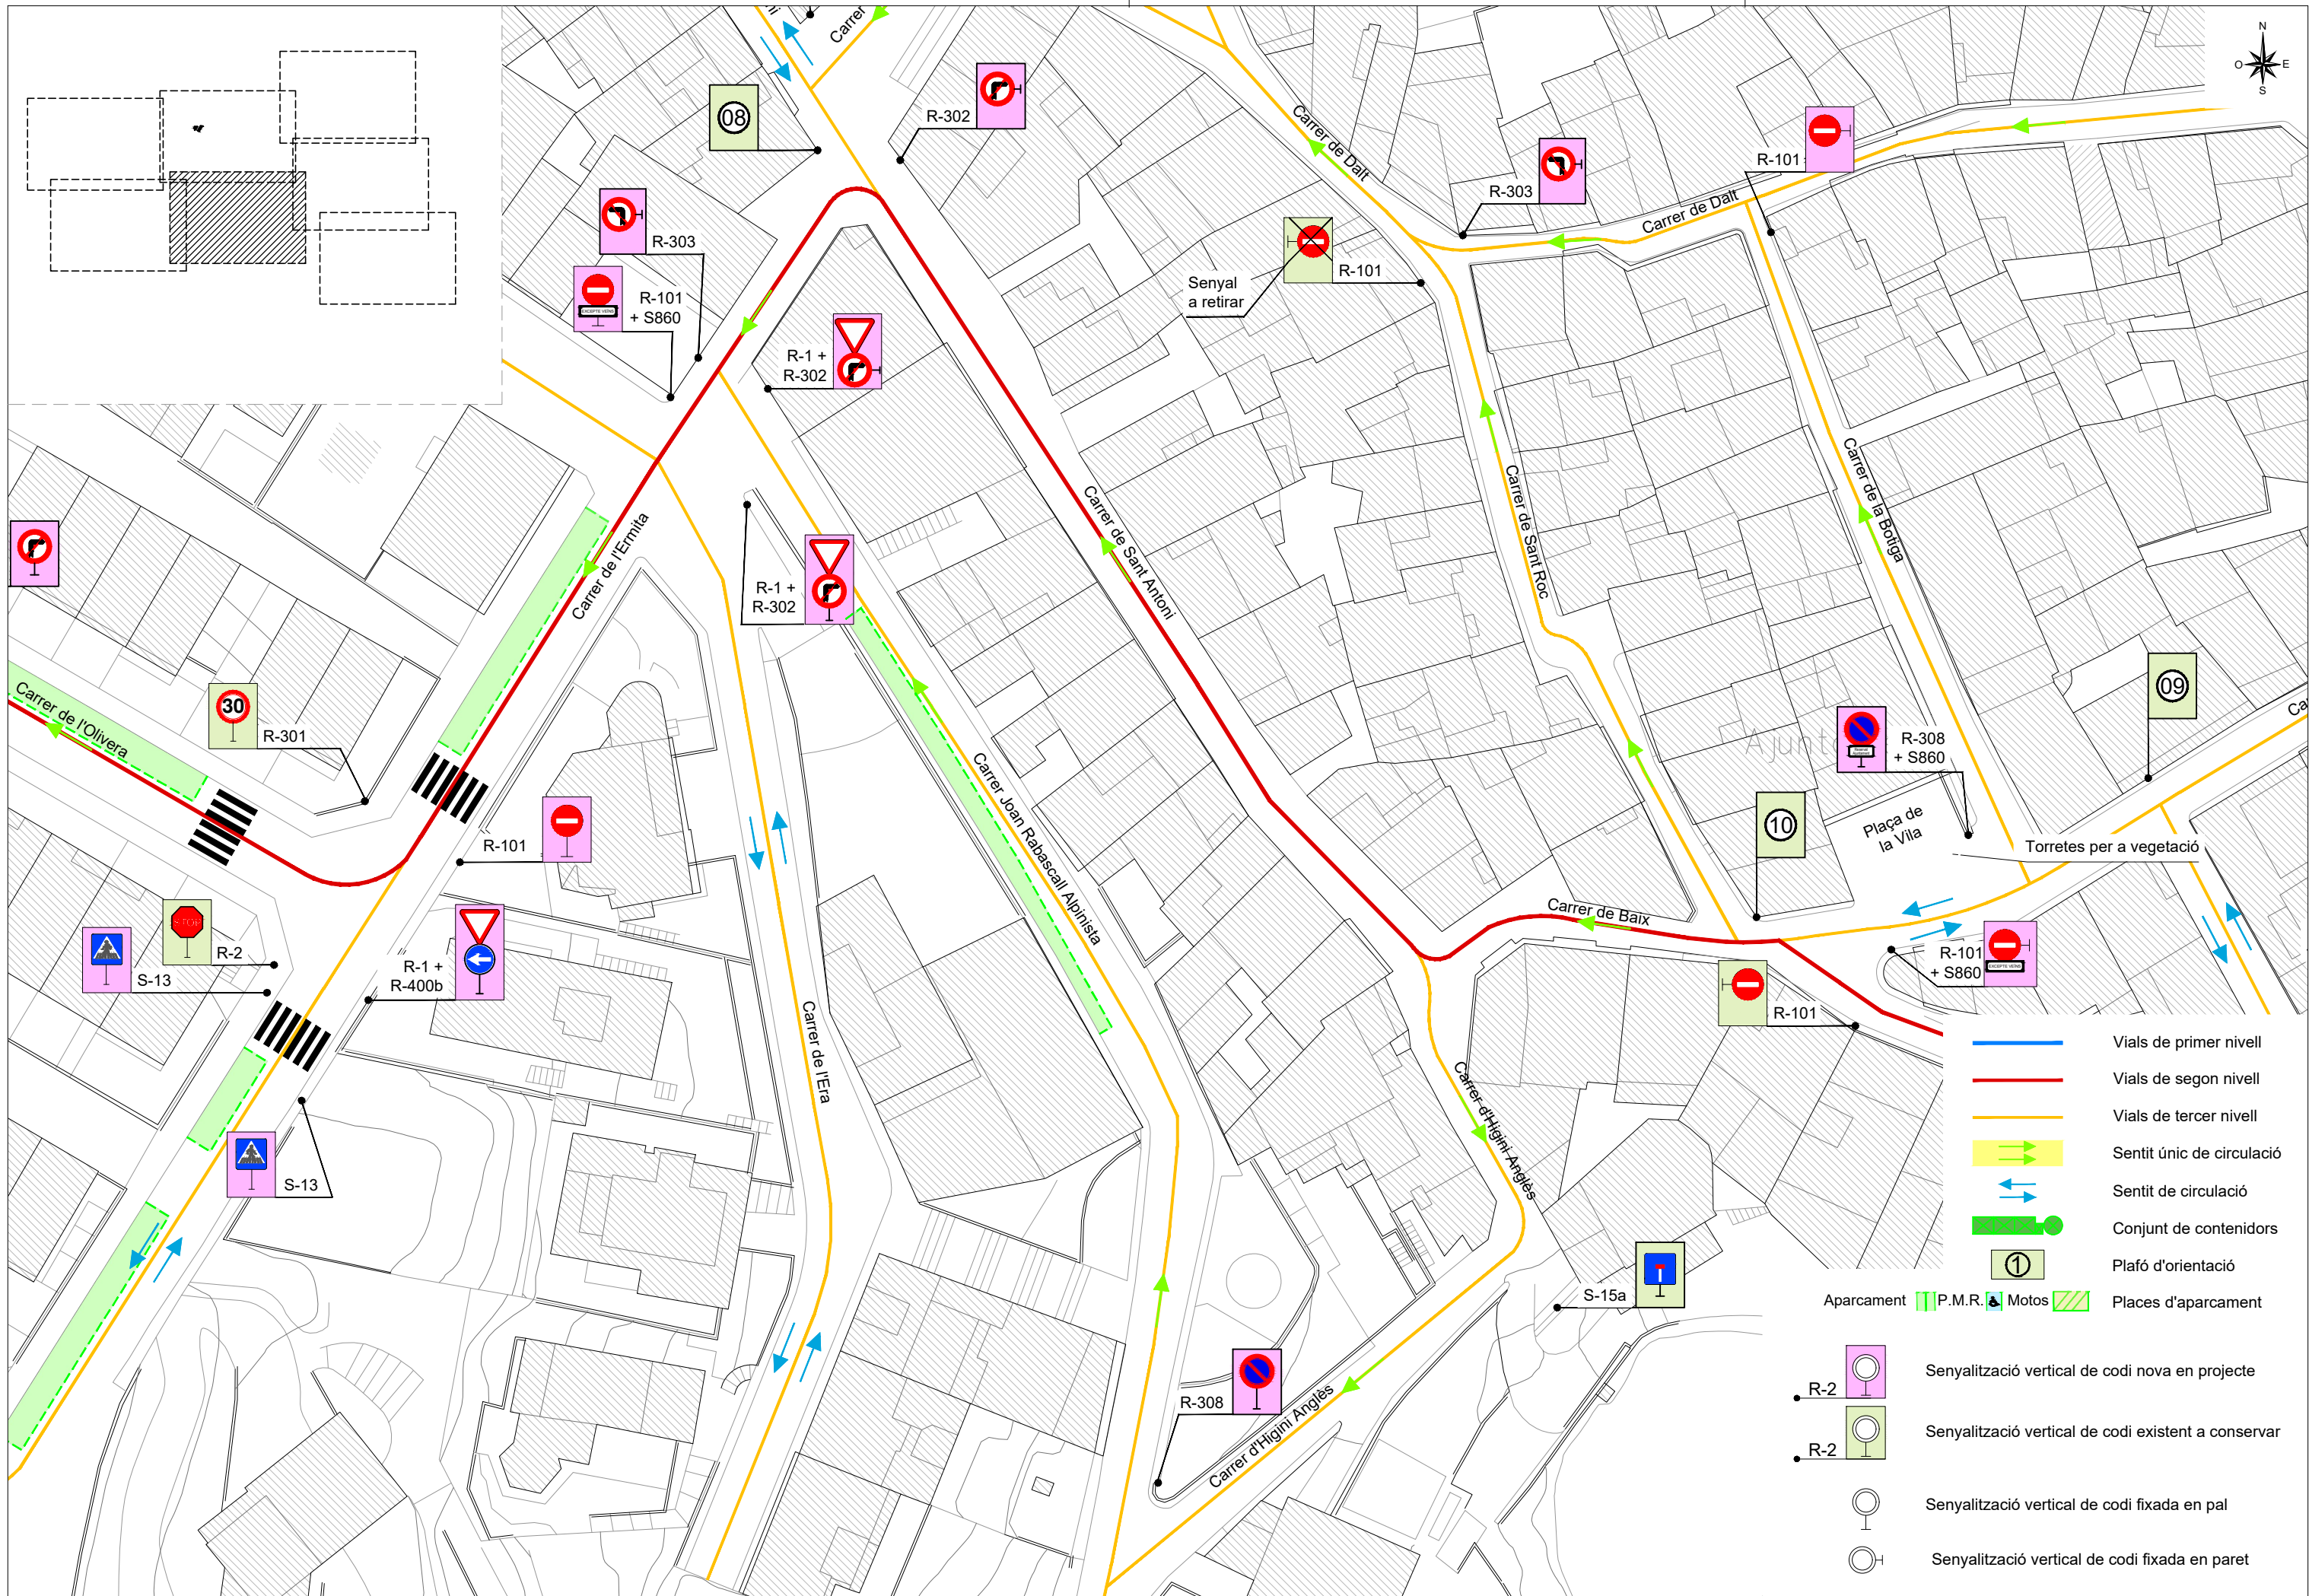 N
O
E
S
Carrer
08
R-302
R-101
Carrer de Dalt
R-303
Carrer de Dalt
R-303
R-101
Senyal
a retirar
R-101
+ S860
EXCEPTE VEÏNS
R-1 +
R-302
Carrer de Sant Antoni
Carrer de Sant Roc
Carrer de la Botiga
Carrer de l'Ermita
R-1 +
R-302
Carrer de l'Olivera
30
R-301
09
R-308
+ S860
Ajunt
10
Plaça de
la Vila
Torretes per a vegetació
Carrer Joan Rabascall Alpinista
R-101
Carrer de Baix
STOP
R-2
S-13
R-1 +
R-400b
R-101
+ S860
EXCEPTE VEÏNS
R-101
Carrer de l'Era
Carrer d'Higini Anglès
S-13
S-15a
R-308
Carrer d'Higini Anglès
Vials de primer nivell
Vials de segon nivell
Vials de tercer nivell
Sentit únic de circulació
Sentit de circulació
Conjunt de contenidors
1
Plafó d'orientació
Aparcament P.M.R. Motos Places d'aparcament
R-2
Senyalització vertical de codi nova en projecte
R-2
Senyalització vertical de codi existent a conservar
Senyalització vertical de codi fixada en pal
Senyalització vertical de codi fixada en paret